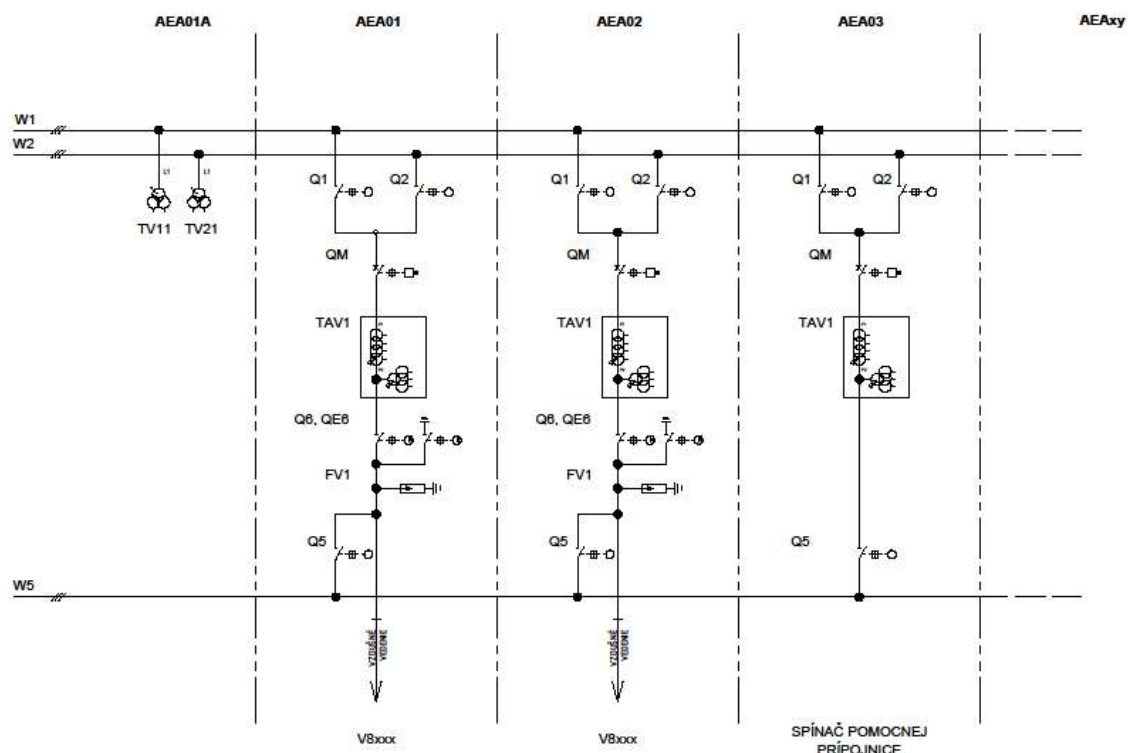 AEA01A AEA01 AEA02 AEA03 AEAxy
W1
W2
L1 L1
Q1 Q2 Q1 Q2 Q1 Q2
TV11 TV21
QM QM QM
TAV1 TAV1 TAV1
Q6, QE6 Q6, QE6
FV1 FV1
Q5 Q5 Q5
W5
VZDUŠNÉ VZDUŠNÉ
VEDENIE VEDENIE
V8xxx V8xxx SPÍNAČ POMOCNEJ
PRÍPOJNICE